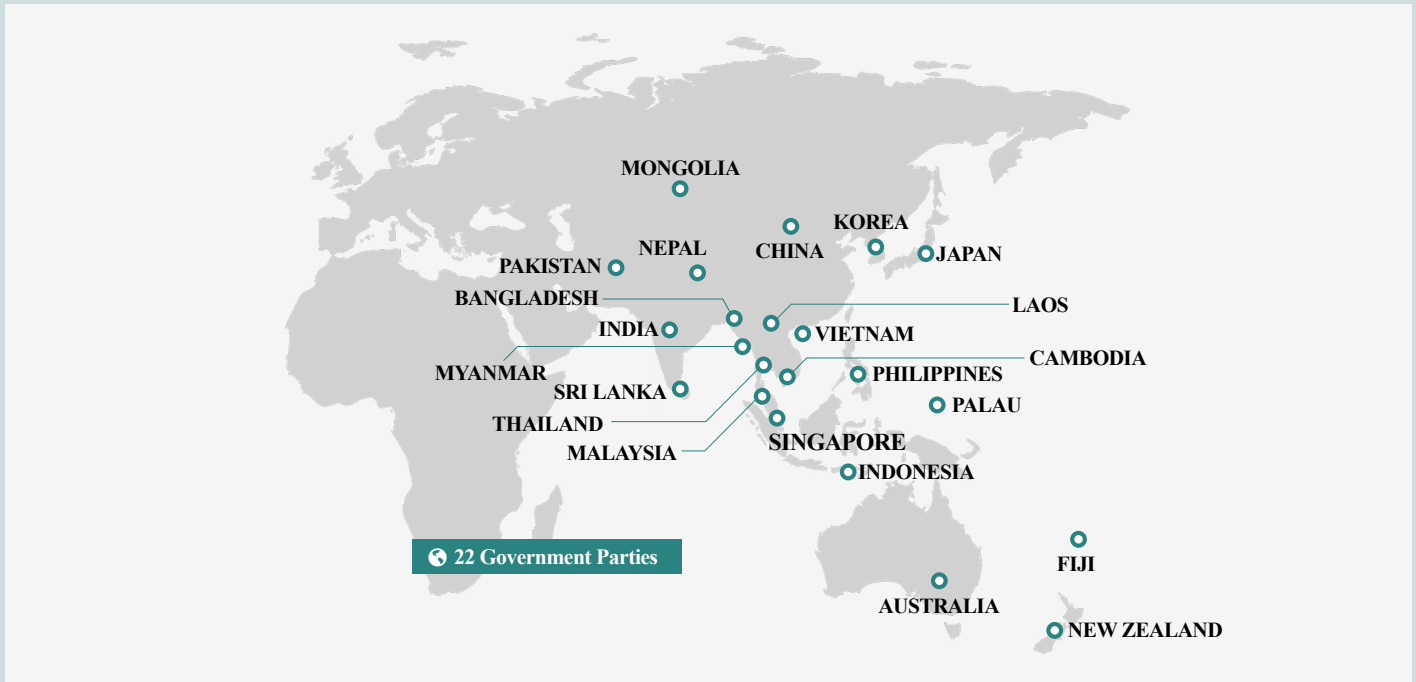 MONGOLIA
KOREA
NEPAL
CHINA
JAPAN
PAKISTAN
BANGLADESH
LAOS
INDIA
VIETNAM
CAMBODIA
MYANMAR
PHILIPPINES
SRI LANKA
PALAU
THAILAND
SINGAPORE
MALAYSIA
INDONESIA
22 Government Parties
FIJI
AUSTRALIA
NEW ZEALAND